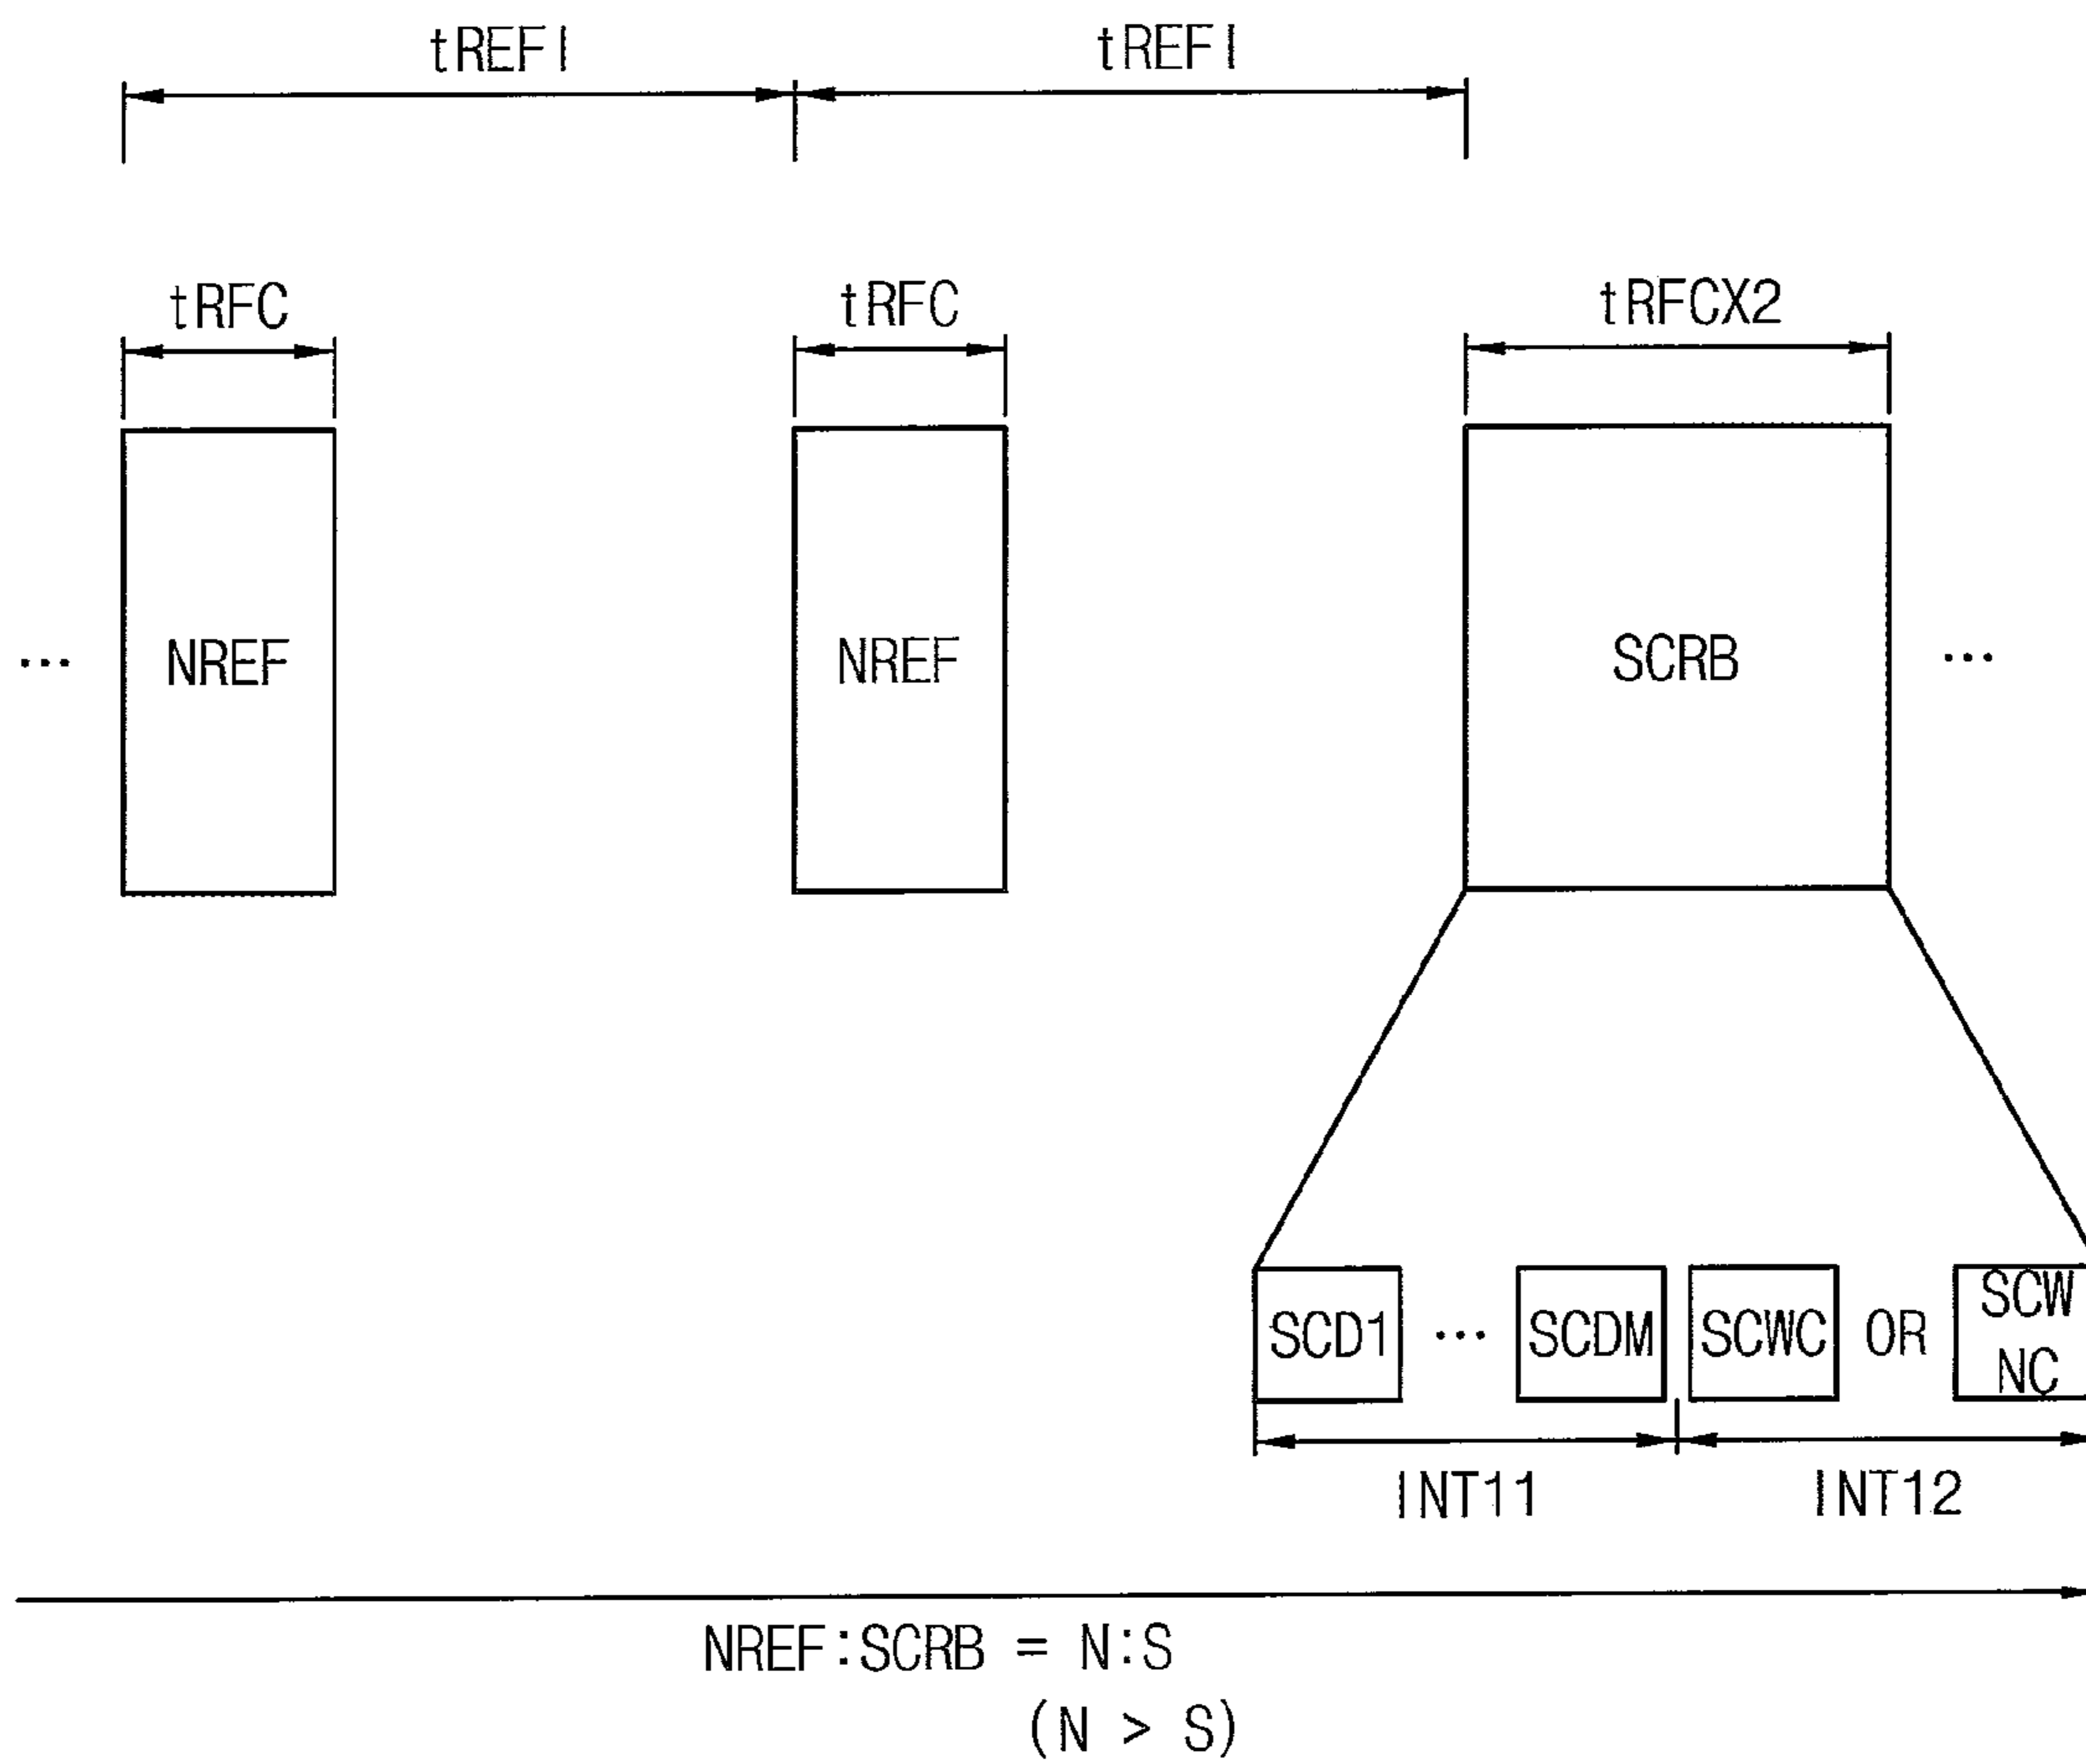 tREFI tREFI
tRFC tRFC tRFCX2
... NREF NREF SCRB ...
SCD1 ... SCDM SCWC OR SCW NC
INT11 INT12
NREF:SCRB = N:S
(N > S)